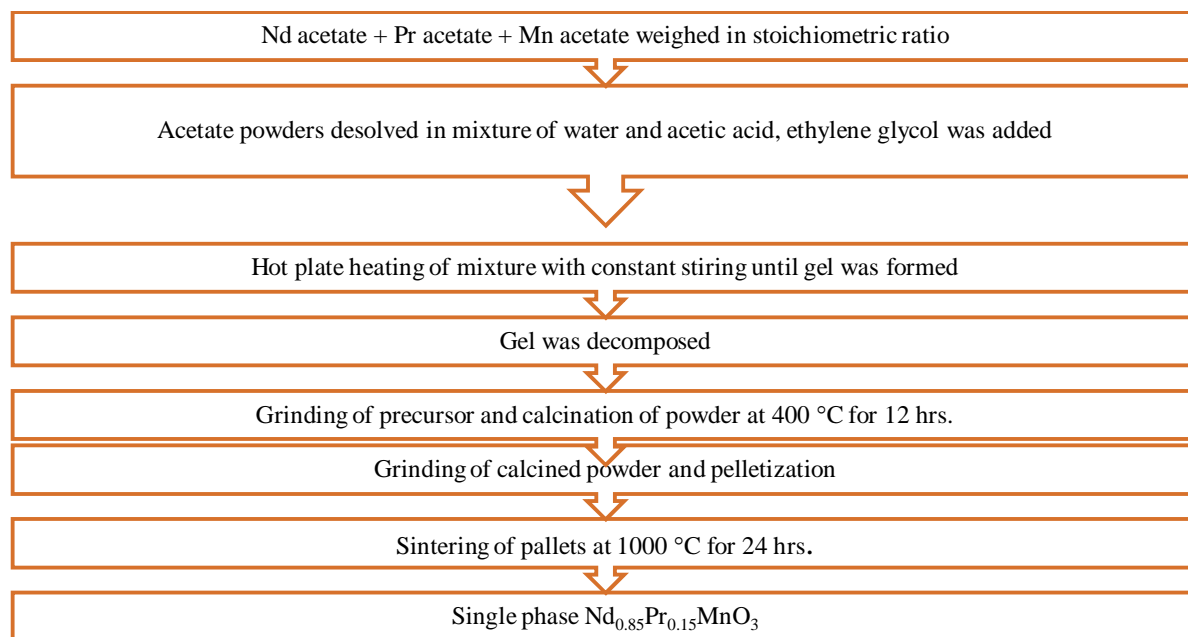 Nd acetate + Pr acetate + Mn acetate weighed in stoichiometric ratio
Acetate powders desolved in mixture of water and acetic acid, ethylene glycol was added
Hot plate heating of mixture with constant stiring until gel was formed
Gel was decomposed
Grinding of precursor and calcination of powder at 400 °C for 12 hrs.
Grinding of calcined powder and pelletization
Sintering of pallets at 1000 °C for 24 hrs.
Single phase Nd₀.₈₅Pr₀.₁₅MnO₃